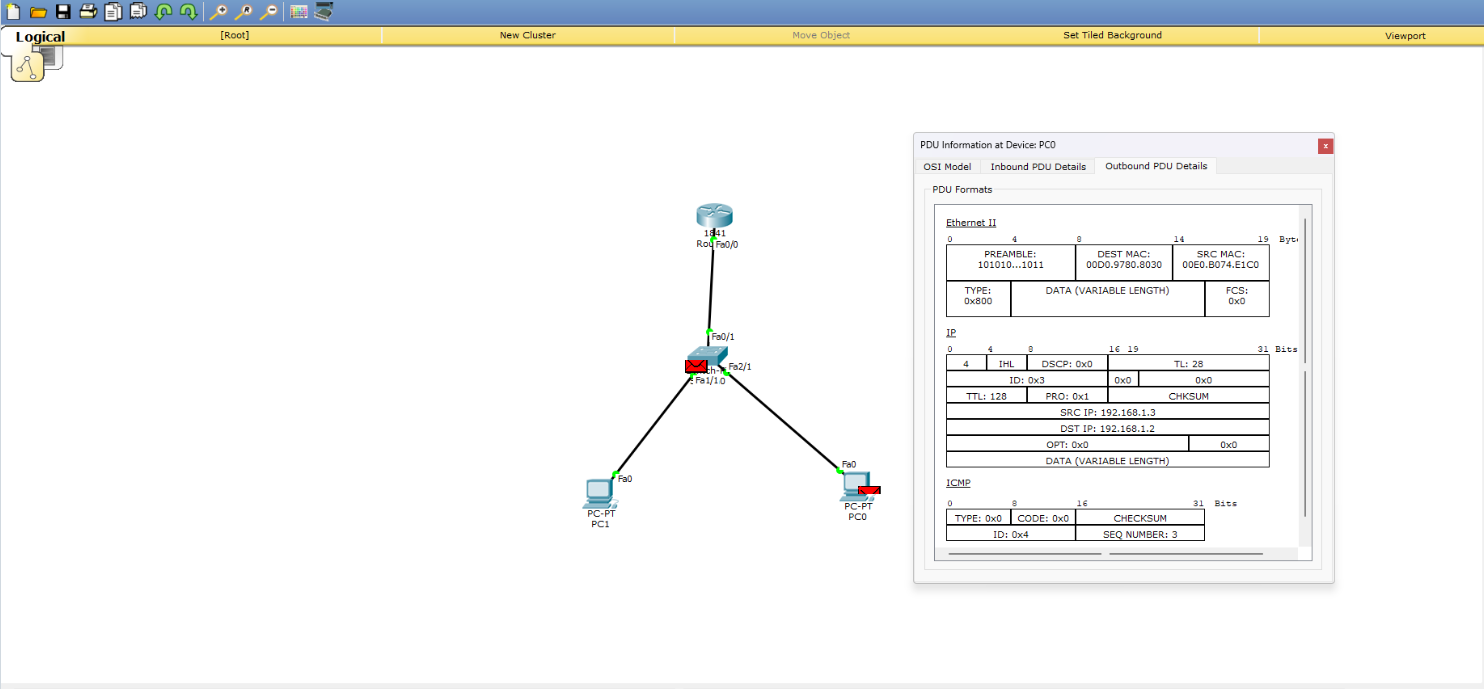 Logical
[Root]
New Cluster
Move Object
Set Tiled Background
Viewport
1841
Fa0/0
Fa0/1
Fa2/1
Fa1/1
Fa0
PC-PT
PC1
Fa0
PC-PT
PC0
PDU Information at Device: PC0
x
OSI Model
Inbound PDU Details
Outbound PDU Details
PDU Formats
Ethernet II
0 4 8 14 19
PREAMBLE: DEST MAC: SRC MAC:
101010...1011 00D0.9780.8030 00E0.B074.E1C0
TYPE: DATA (VARIABLE LENGTH) FCS:
0x800 0x0
IP
0 4 8 16 19 31 Bits
4 IHL DSCP: 0x0 TL: 28
ID: 0x3 0x0 0x0
TTL: 128 PRO: 0x1 CHKSUM
SRC IP: 192.168.1.3
DST IP: 192.168.1.2
OPT: 0x0 0x0
DATA (VARIABLE LENGTH)
ICMP
0 8 16 31 Bits
TYPE: 0x0 CODE: 0x0 CHECKSUM
ID: 0x4 SEQ NUMBER: 3